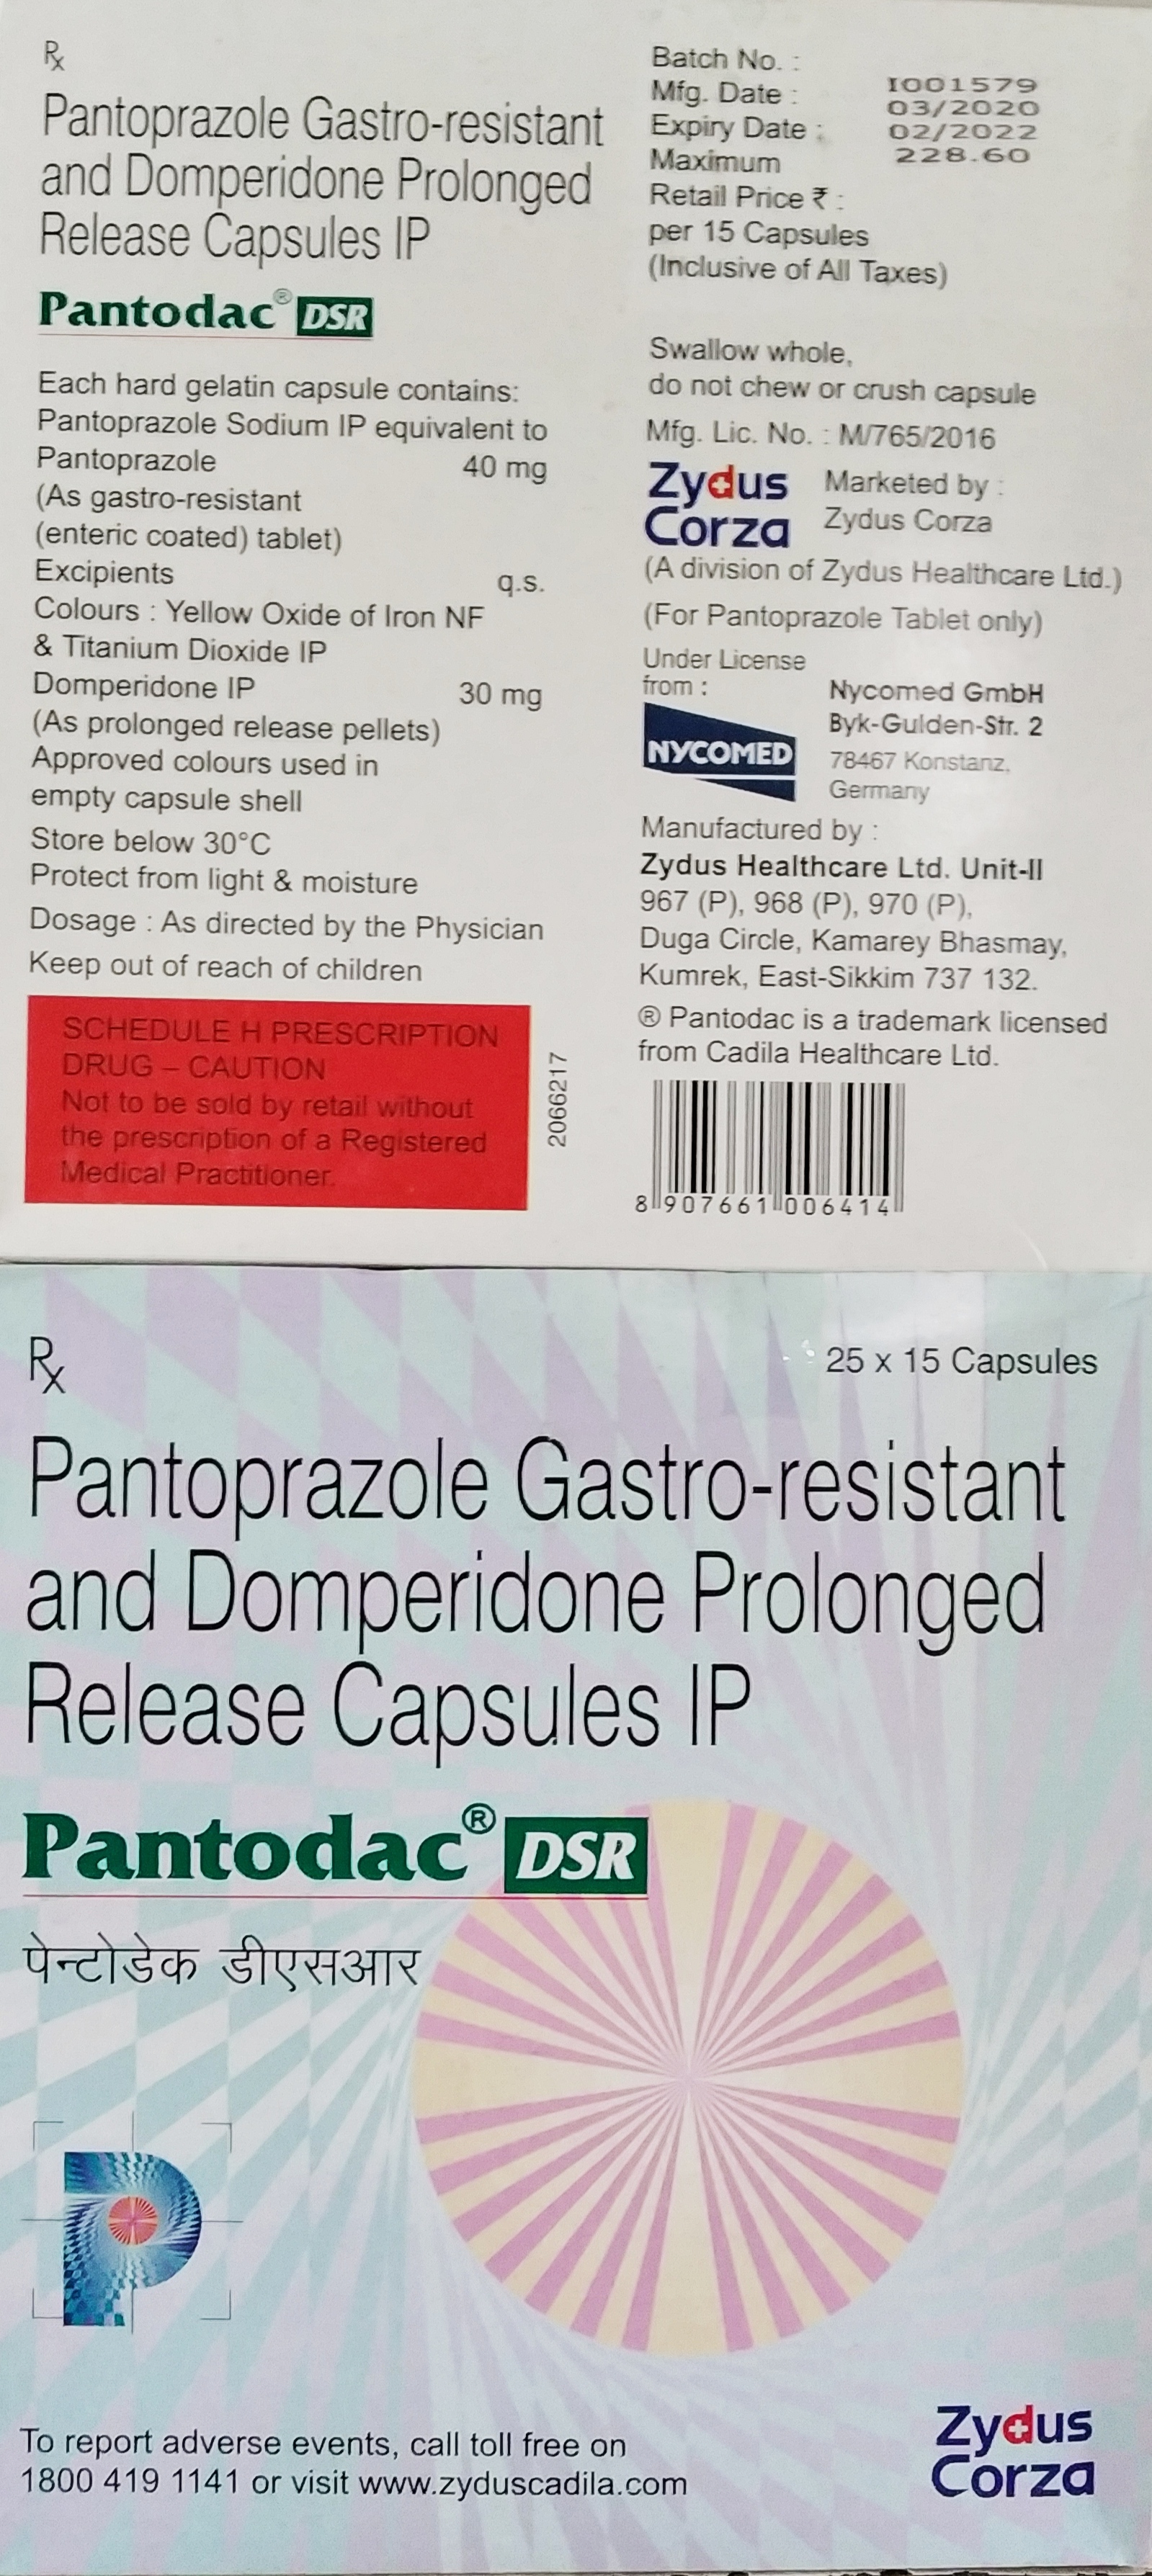 Rx
Pantoprazole Gastro-resistant
and Domperidone Prolonged
Release Capsules IP
Pantodac® DSR
Each hard gelatin capsule contains:
Pantoprazole Sodium IP equivalent to
Pantoprazole 40 mg
(As gastro-resistant
(enteric coated) tablet)
Excipients q.s.
Colours : Yellow Oxide of Iron NF
& Titanium Dioxide IP
Domperidone IP 30 mg
(As prolonged release pellets)
Approved colours used in
empty capsule shell
Store below 30°C
Protect from light & moisture
Dosage : As directed by the Physician
Keep out of reach of children
SCHEDULE H PRESCRIPTION
DRUG – CAUTION
Not to be sold by retail without
the prescription of a Registered
Medical Practitioner.
2066217
Batch No. : I001579
Mfg. Date : 03/2020
Expiry Date : 02/2022
Maximum 228.60
Retail Price ₹ :
per 15 Capsules
(Inclusive of All Taxes)
Swallow whole,
do not chew or crush capsule
Mfg. Lic. No. : M/765/2016
Zydus Corza
Marketed by :
Zydus Corza
(A division of Zydus Healthcare Ltd.)
(For Pantoprazole Tablet only)
Under License
from :
NYCOMED
Nycomed GmbH
Byk-Gulden-Str. 2
78467 Konstanz,
Germany
Manufactured by :
Zydus Healthcare Ltd. Unit-II
967 (P), 968 (P), 970 (P),
Duga Circle, Kamarey Bhasmay,
Kumrek, East-Sikkim 737 132.
® Pantodac is a trademark licensed
from Cadila Healthcare Ltd.
8 907661 006414
Rx
25 x 15 Capsules
Pantoprazole Gastro-resistant
and Domperidone Prolonged
Release Capsules IP
Pantodac® DSR
पेन्टोडेक डीएसआर
To report adverse events, call toll free on
1800 419 1141 or visit www.zyduscadila.com
Zydus
Corza